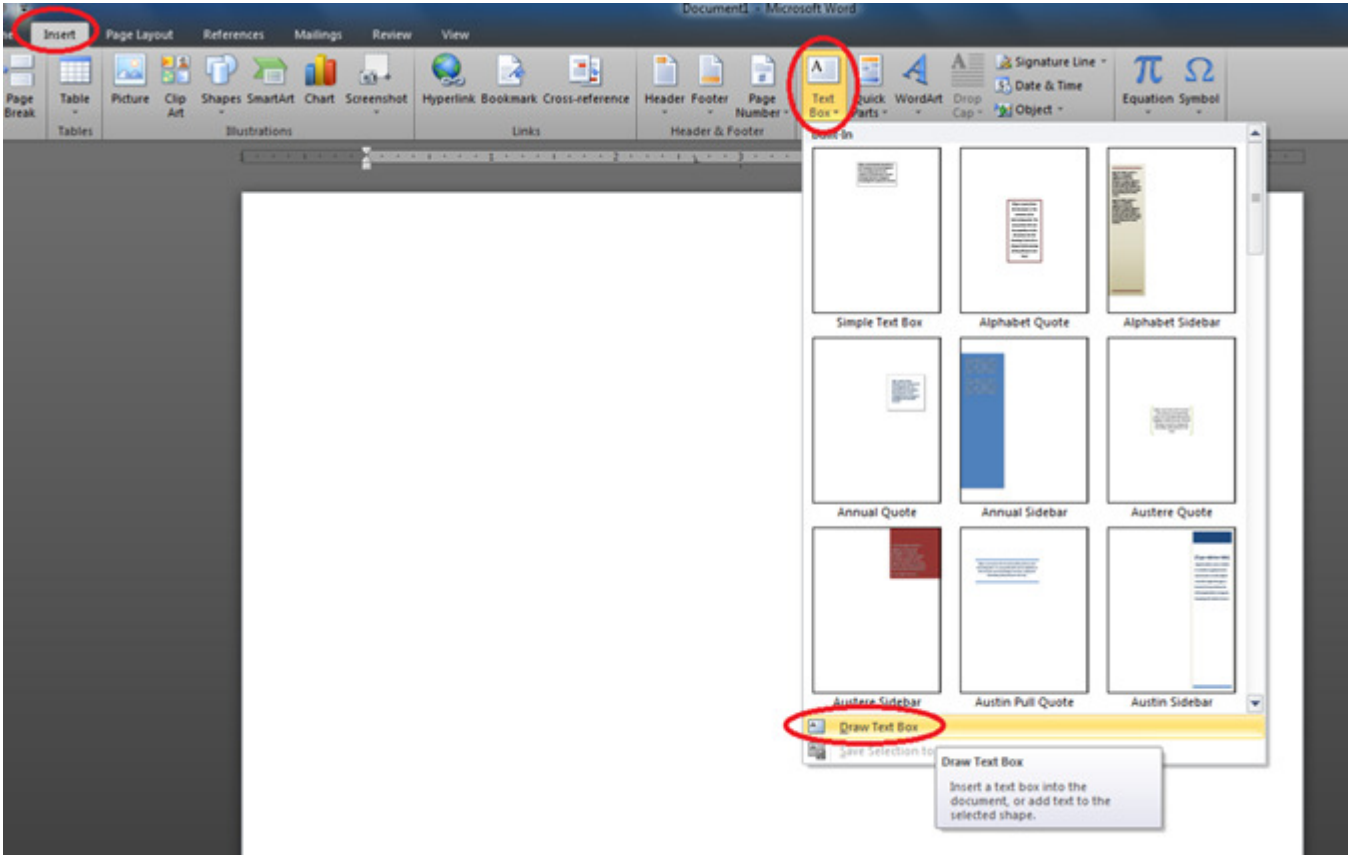 Document1 - Microsoft Word
Insert Page Layout References Mailings Review View
Page Break
Table
Picture
Clip Art
Shapes
SmartArt
Chart
Screenshot
Hyperlink
Bookmark
Cross-reference
Header
Footer
Page Number
Text Box
Quick Parts
WordArt
Drop Cap
Signature Line
Date & Time
Object
Equation
Symbol
Tables
Illustrations
Links
Header & Footer
Built-In
Simple Text Box
Alphabet Quote
Alphabet Sidebar
Annual Quote
Annual Sidebar
Austere Quote
Austere Sidebar
Austin Pull Quote
Austin Sidebar
Draw Text Box
Save Selection to
Draw Text Box
Insert a text box into the
document, or add text to the
selected shape.